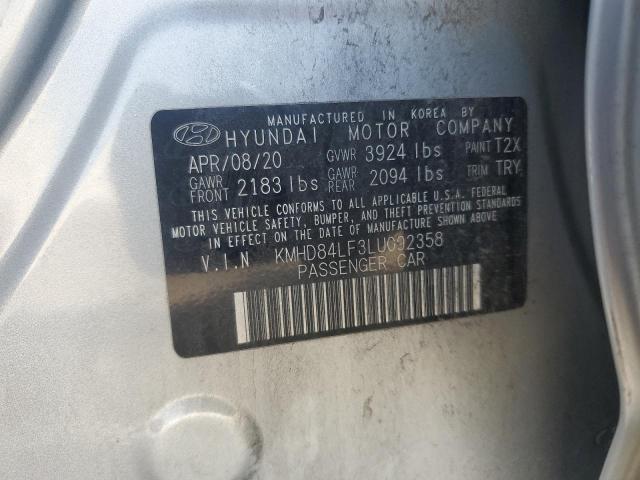 MANUFACTURED IN KOREA BY
HYUNDAI MOTOR COMPANY
APR/08/20 GVWR 3924 lbs PAINT T2X
GAWR FRONT 2183 lbs GAWR REAR 2094 lbs TRIM TRY
THIS VEHICLE CONFORMS TO ALL APPLICABLE U.S.A. FEDERAL
MOTOR VEHICLE SAFETY, BUMPER, AND THEFT PREVENTION STANDARDS
IN EFFECT ON THE DATE OF MANUFACTURE SHOWN ABOVE.
V.I.N
PASSENGER CAR